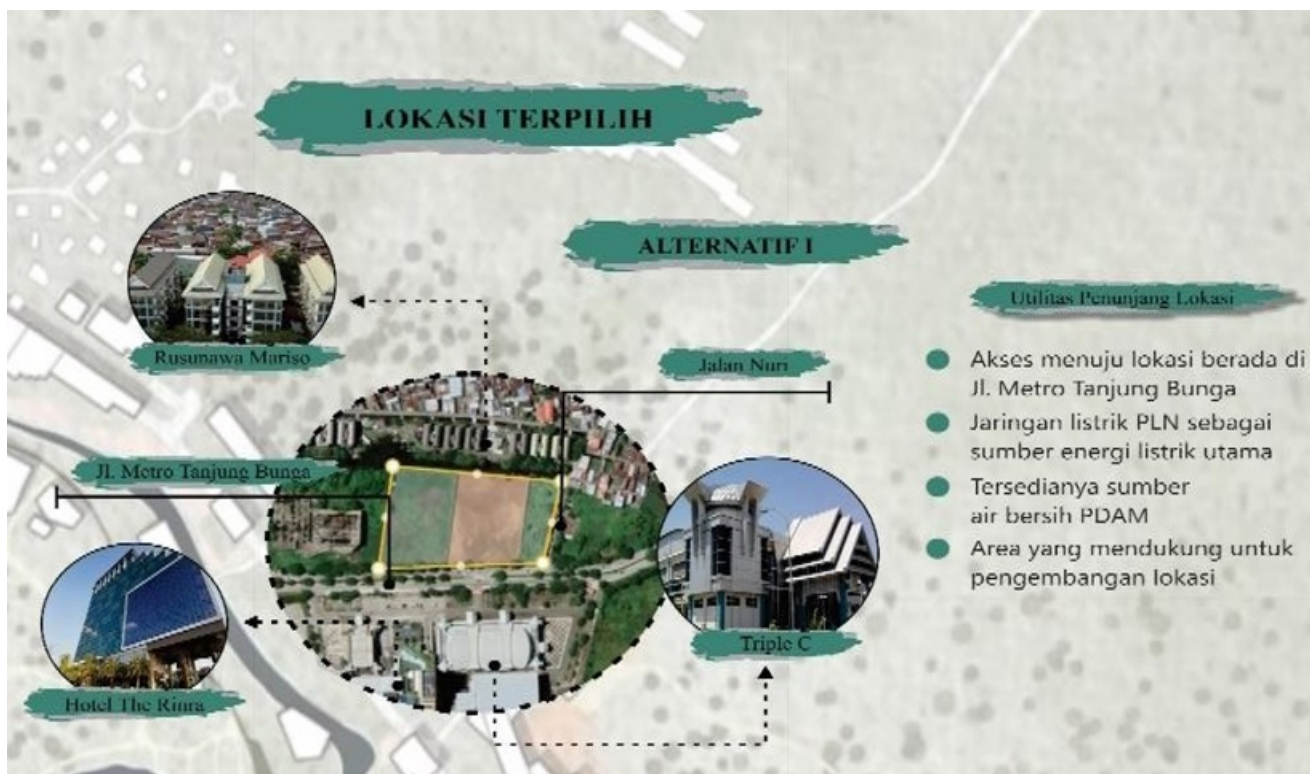 LOKASI TERPILIH
ALTERNATIF I
Rusunawa Mariso
Jalan Nuri
Jl. Metro Tanjung Bunga
Hotel The Rinra
Triple C
Utilitas Penunjang Lokasi
Akses menuju lokasi berada di
Jl. Metro Tanjung Bunga
Jaringan listrik PLN sebagai
sumber energi listrik utama
Tersedianya sumber
air bersih PDAM
Area yang mendukung untuk
pengembangan lokasi